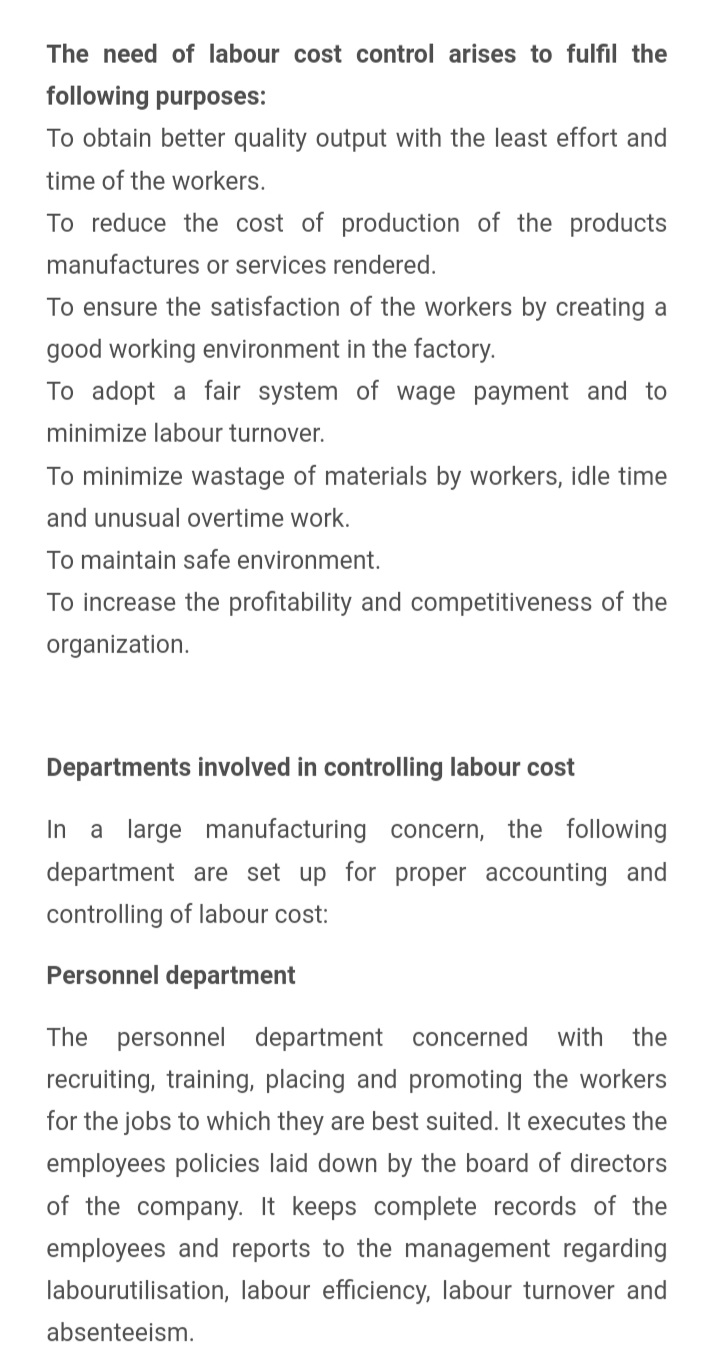 The need of labour cost control arises to fulfil the
following purposes:
To obtain better quality output with the least effort and
time of the workers.
To reduce the cost of production of the products
manufactures or services rendered.
To ensure the satisfaction of the workers by creating a
good working environment in the factory.
To adopt a fair system of wage payment and to
minimize labour turnover.
To minimize wastage of materials by workers, idle time
and unusual overtime work.
To maintain safe environment.
To increase the profitability and competitiveness of the
organization.
Departments involved in controlling labour cost
In a large manufacturing concern, the following
department are set up for proper accounting and
controlling of labour cost:
Personnel department
The personnel department concerned with the
recruiting, training, placing and promoting the workers
for the jobs to which they are best suited. It executes the
employees policies laid down by the board of directors
of the company. It keeps complete records of the
employees and reports to the management regarding
labourutilisation, labour efficiency, labour turnover and
absenteeism.